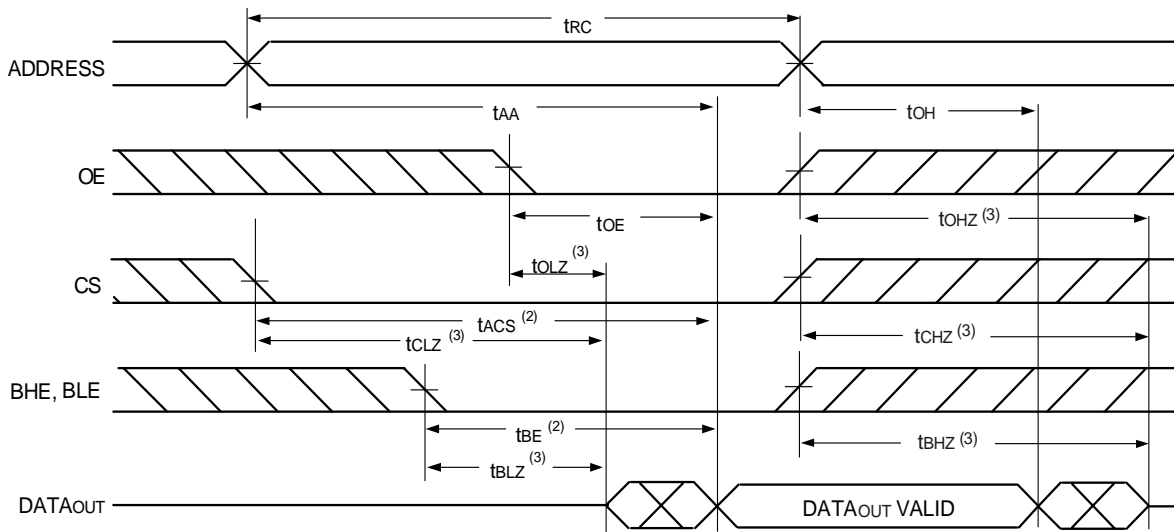 tRC
ADDRESS
tAA
tOH
OE
tOE
tOHZ (3)
tOLZ (3)
CS
tACS (2)
tCLZ (3)
tCHZ (3)
BHE, BLE
tBE (2)
tBHZ (3)
tBLZ (3)
DATAOUT
DATAOUT VALID